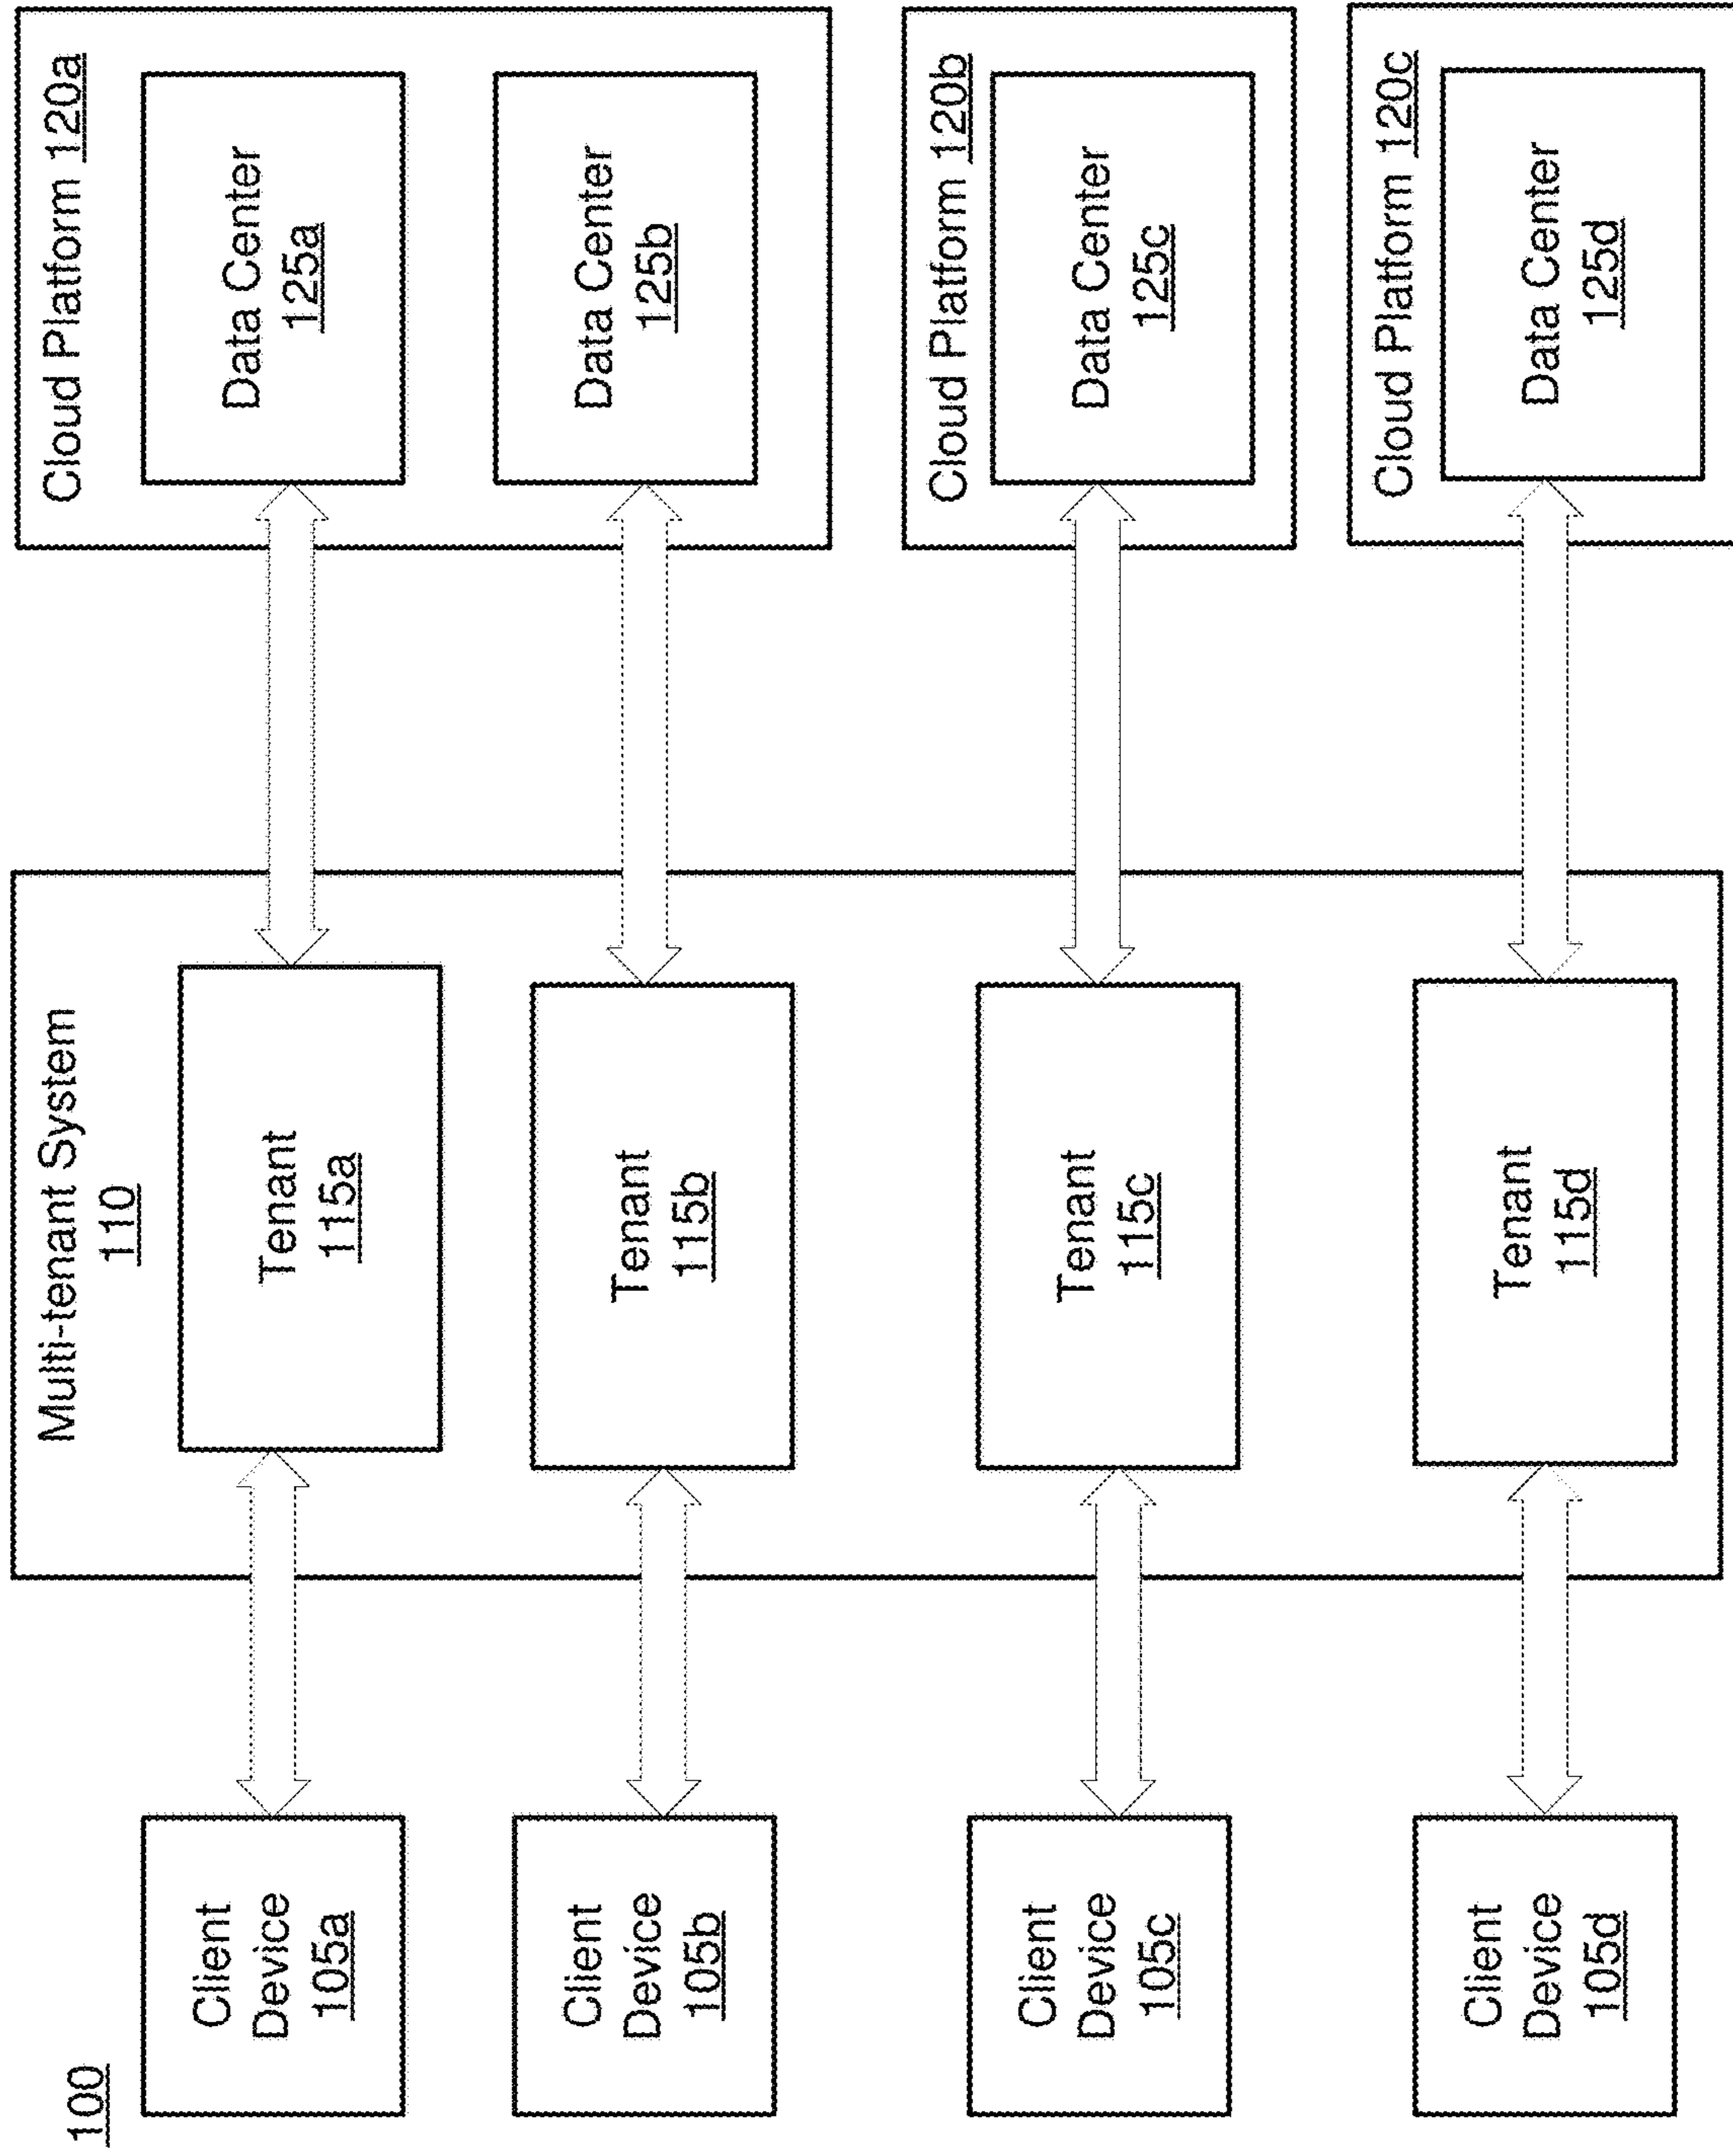 100
Client
Device
105a
Client
Device
105b
Client
Device
105c
Client
Device
105d
Multi-tenant System
110
Tenant
115a
Tenant
115b
Tenant
115c
Tenant
115d
Cloud Platform 120a
Data Center
125a
Data Center
125b
Cloud Platform 120b
Data Center
125c
Cloud Platform 120c
Data Center
125d